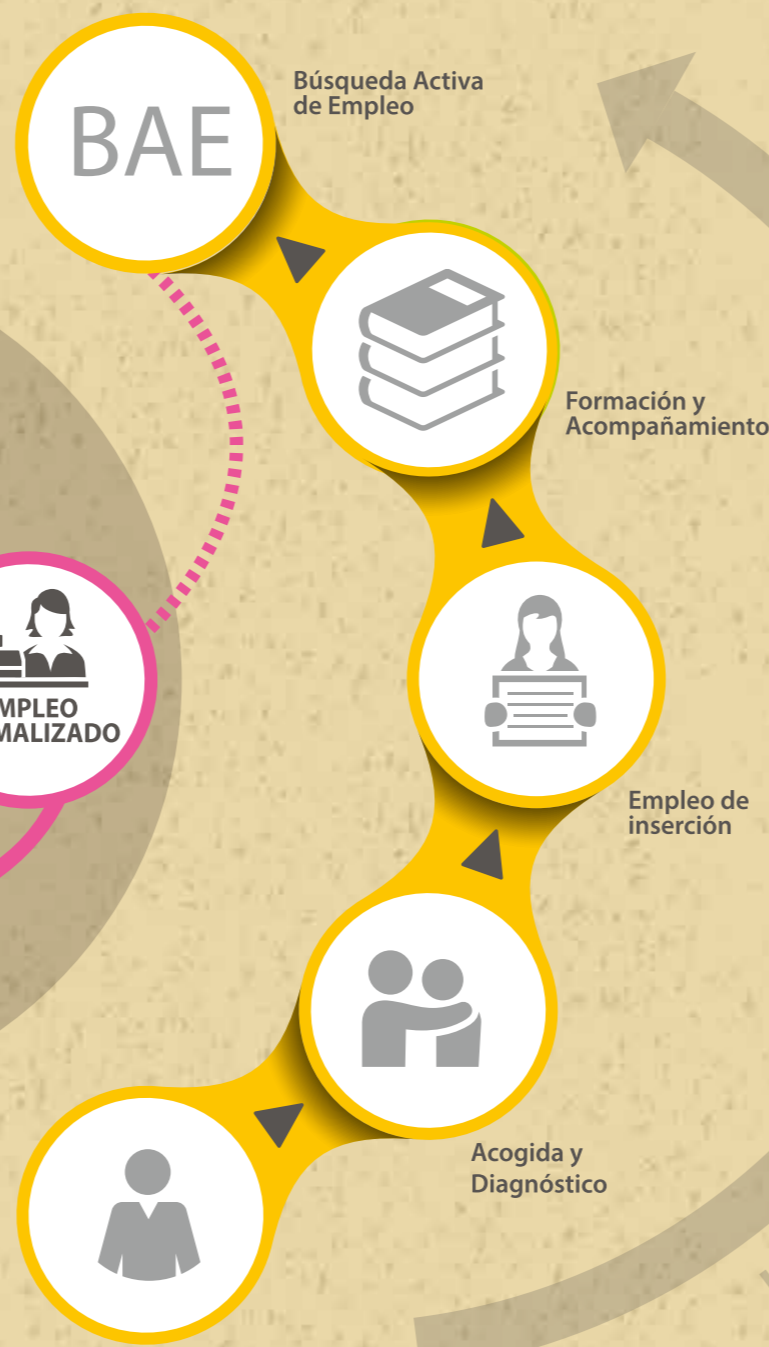 Búsqueda Activa
de Empleo
BAE
Formación y
Acompañamiento
MPLEO
MALIZADO
Empleo de
inserción
Acogida y
Diagnóstico